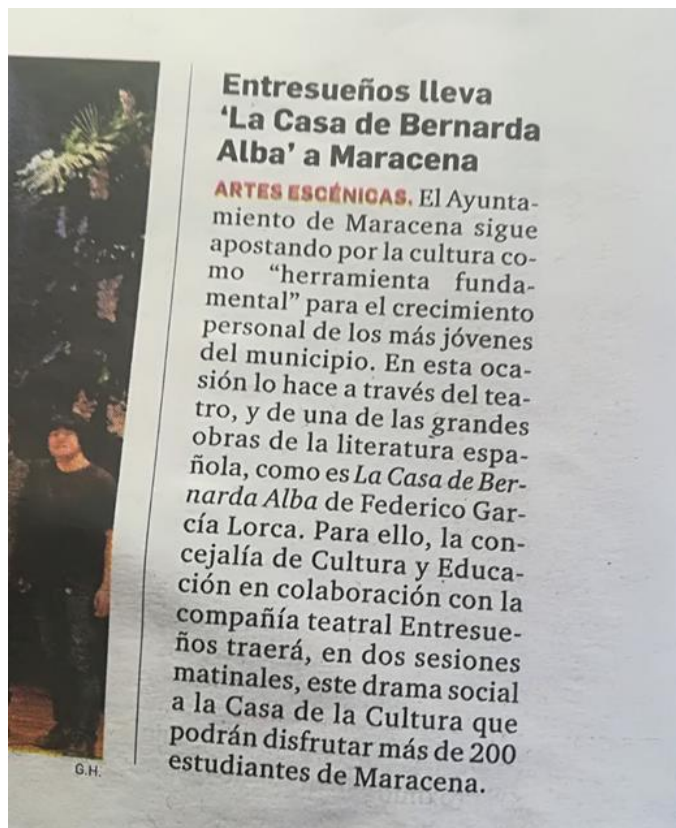 Entresueños lleva
‘La Casa de Bernarda
Alba’ a Maracena
ARTES ESCÉNICAS. El Ayunta-
miento de Maracena sigue
apostando por la cultura co-
mo “herramienta funda-
mental” para el crecimiento
personal de los más jóvenes
del municipio. En esta oca-
sión lo hace a través del tea-
tro, y de una de las grandes
obras de la literatura espa-
ñola, como es La Casa de Ber-
narda Alba de Federico Gar-
cía Lorca. Para ello, la con-
cejalía de Cultura y Educa-
ción en colaboración con la
compañía teatral Entresue-
ños traerá, en dos sesiones
matinales, este drama social
a la Casa de la Cultura que
podrán disfrutar más de 200
estudiantes de Maracena.
G.H.